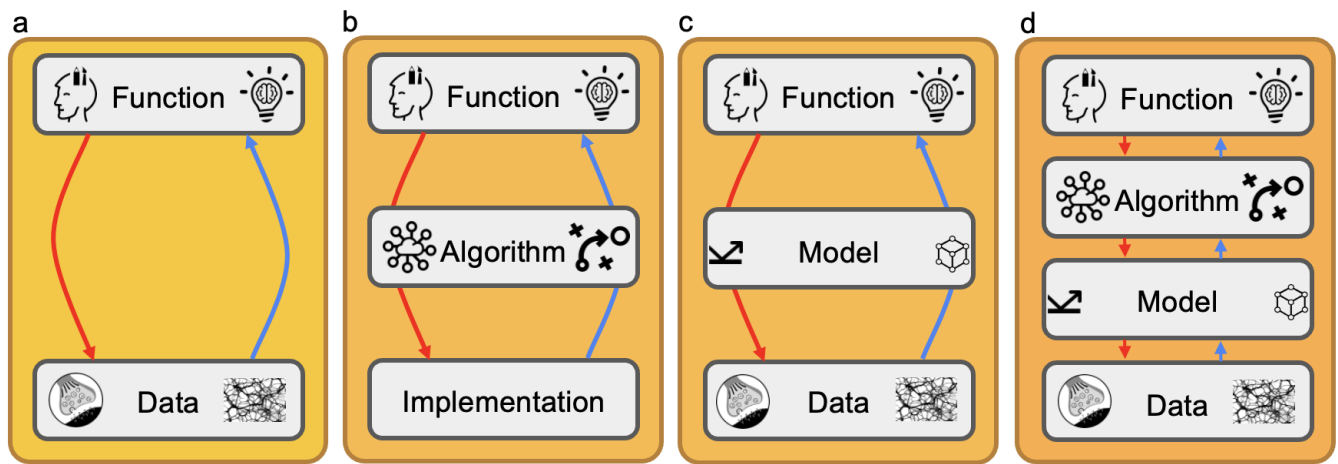 a
Function
Data
b
Function
Algorithm
Implementation
c
Function
Model
Data
d
Function
Algorithm
Model
Data